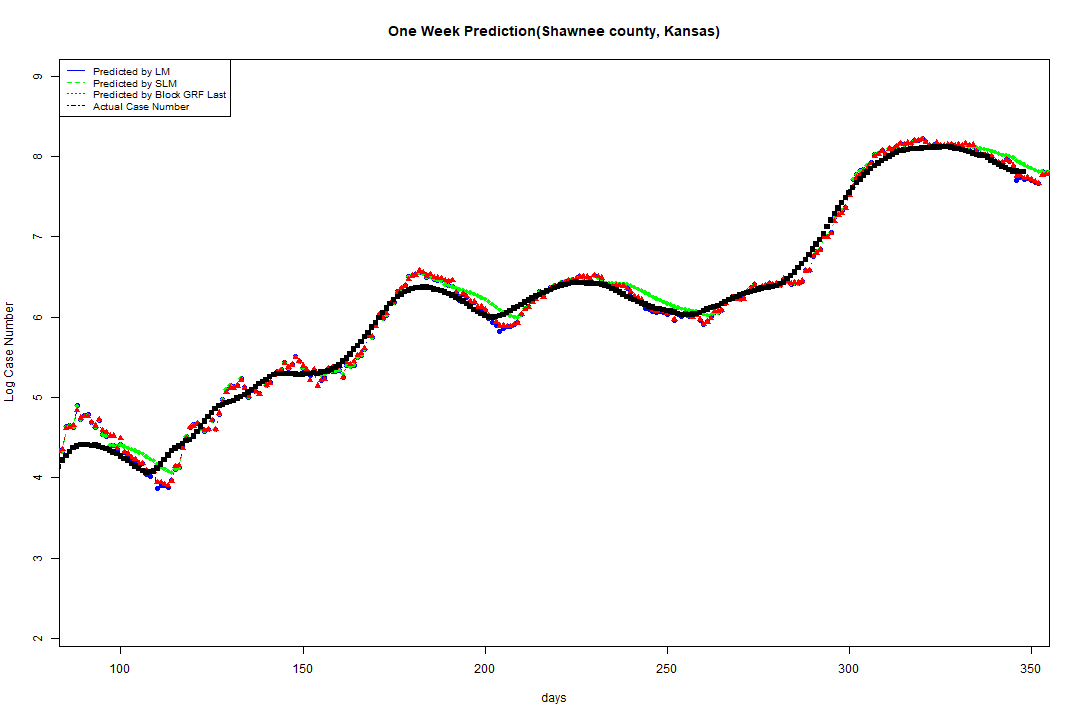 One Week Prediction(Shawnee county, Kansas)
Predicted by LM
Predicted by SLM
Predicted by Block GRF Last
Actual Case Number
9
8
7
6
5
4
3
2
Log Case Number
100 150 200 250 300 350
days